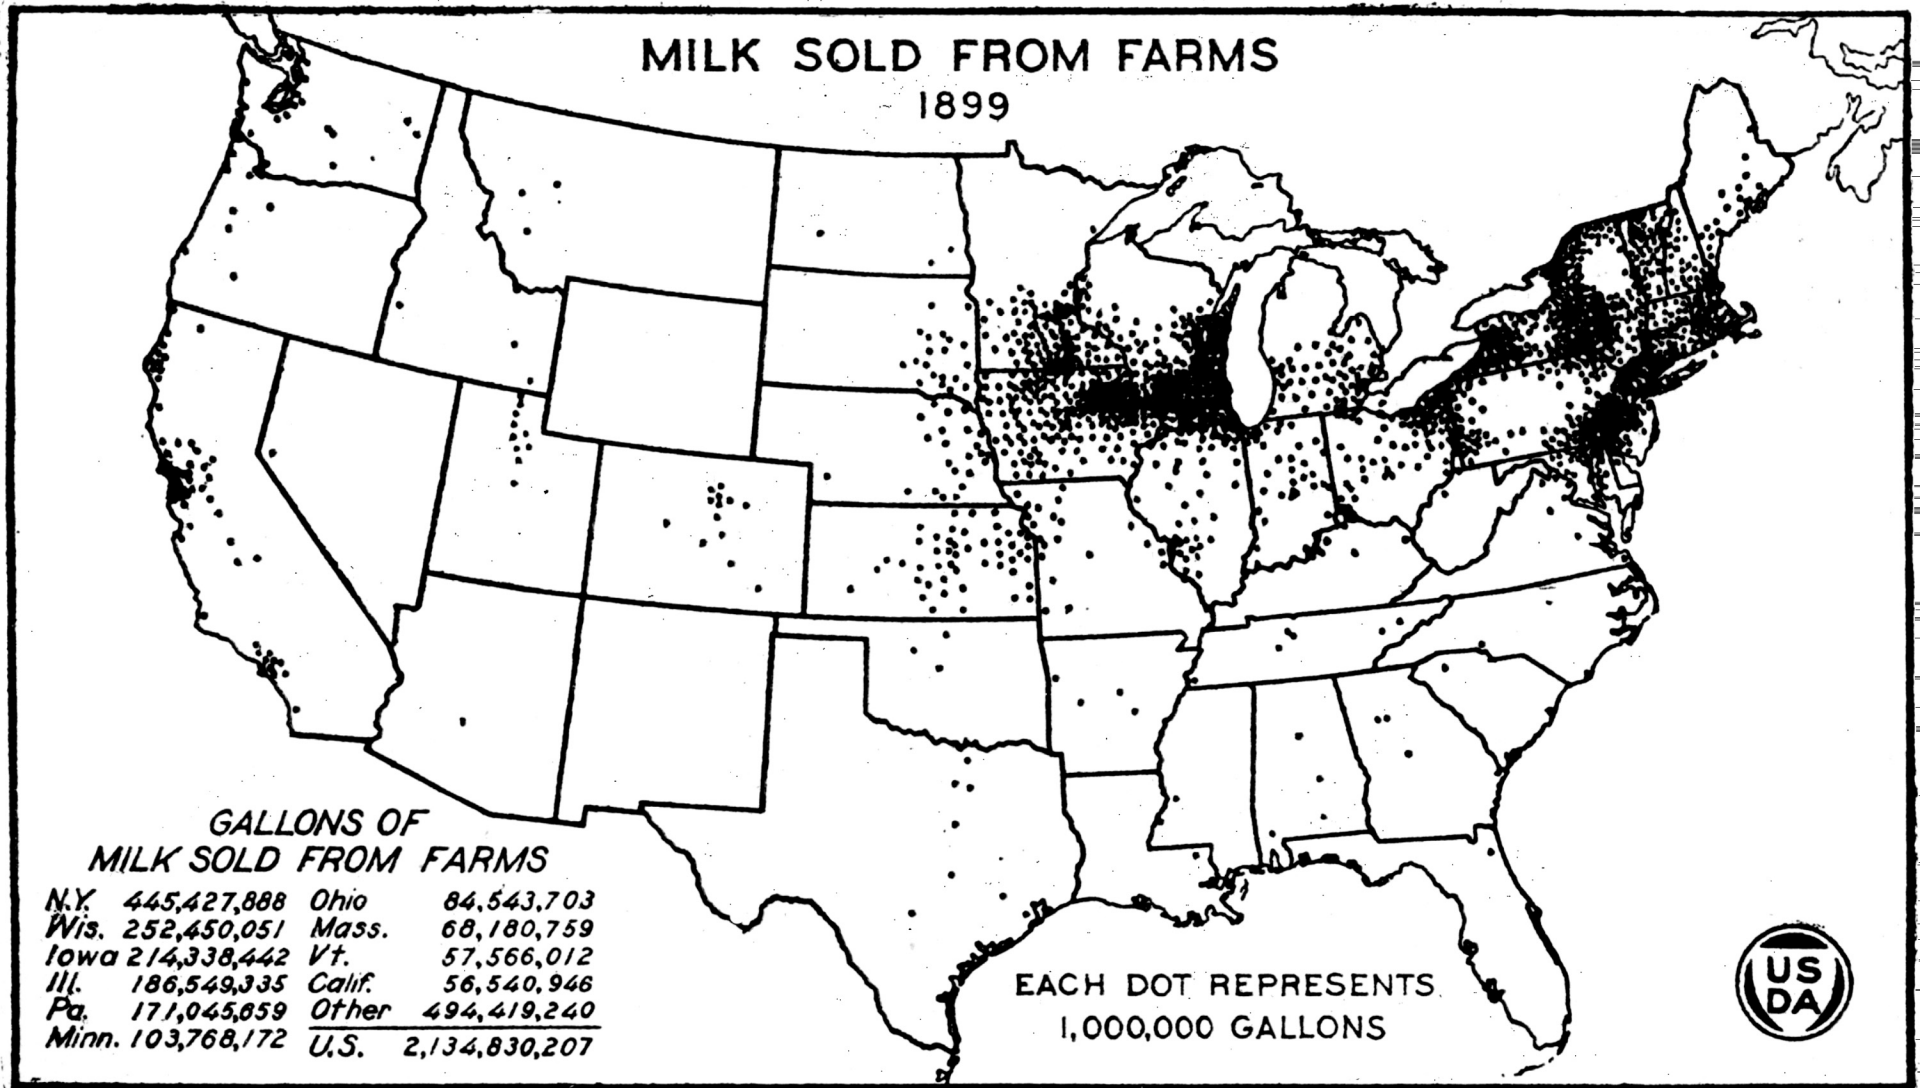 MILK SOLD FROM FARMS
1899
GALLONS OF
MILK SOLD FROM FARMS
N.Y. 445,427,888 Ohio 84,543,703
Wis. 252,450,051 Mass. 68,180,759
Iowa 214,338,442 Vt. 57,566,012
Ill. 186,549,335 Calif. 56,540,946
Pa. 171,045,659 Other 494,419,240
Minn. 103,768,172 U.S. 2,134,830,207
EACH DOT REPRESENTS
1,000,000 GALLONS
US
DA